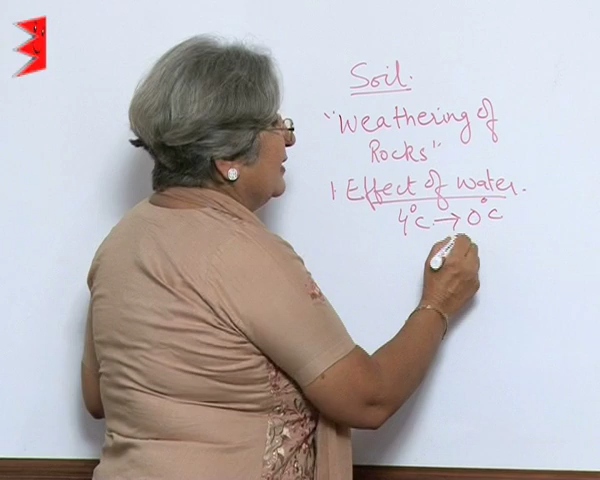 Soil.
"Weathering of
Rocks"
1 Effect of water.
4°C → 0°C